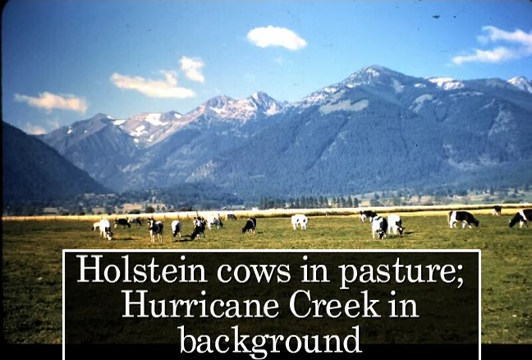 Holstein cows in pasture;
Hurricane Creek in
background